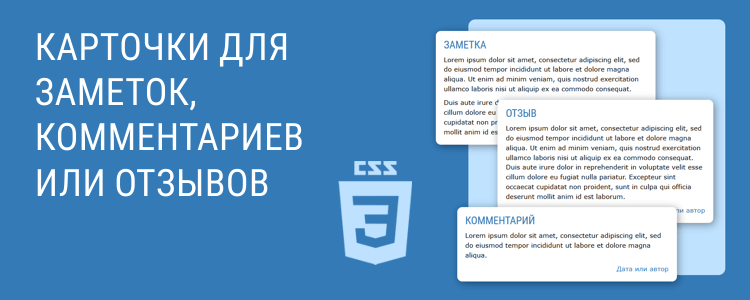 КАРТОЧКИ ДЛЯ
ЗАМЕТОК,
КОММЕНТАРИЕВ
ИЛИ ОТЗЫВОВ
CSS
3
ЗАМЕТКА
Lorem ipsum dolor sit amet, consectetur adipiscing elit, sed
do eiusmod tempor incididunt ut labore et dolore magna
aliqua. Ut enim ad minim veniam, quis nostrud exercitation
ullamco laboris nisi ut aliquip ex ea commodo consequat.
Duis aute irure d
cillum dolore eu
cupidatat non pr
mollit anim id es
ОТЗЫВ
Lorem ipsum dolor sit amet, consectetur adipiscing elit,
sed do eiusmod tempor incididunt ut labore et dolore
magna aliqua. Ut enim ad minim veniam, quis nostrud
exercitation ullamco laboris nisi ut aliquip ex ea commodo
consequat. Duis aute irure dolor in reprehenderit in voluptate velit esse
cillum dolore eu fugiat nulla pariatur. Excepteur sint
occaecat cupidatat non proident, sunt in culpa qui officia
deserunt mollit anim id est laborum.
ли автор
КОММЕНТАРИЙ
Lorem ipsum dolor sit amet, consectetur adipiscing elit, sed
do eiusmod tempor incididunt ut labore et dolore magna
aliqua.
Дата или автор